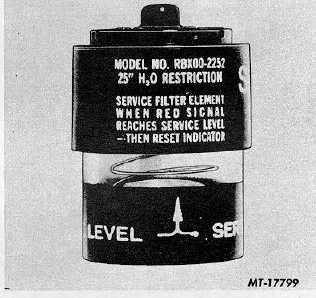 MODEL NO. RBX00-2252
25" H₂O RESTRICTION
SERVICE FILTER ELEMENT
WHEN RED SIGNAL
REACHES SERVICE LEVEL
—THEN RESET INDICATOR
LEVEL
MT-17799